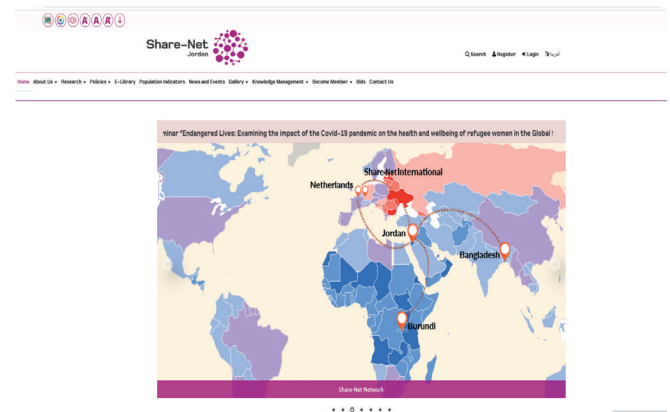 A A A
Share-Net
Jordan
Search Register Login العربية
Home About Us Research Policies E-Library Population Indicators News and Events Gallery Knowledge Management Become Member Bids Contact Us
minar "Endangered Lives: Examining the impact of the Covid-19 pandemic on the health and wellbeing of refugee women in the Global
Share-Net International
Netherlands
Jordan
Bangladesh
Burundi
Share-Net Network